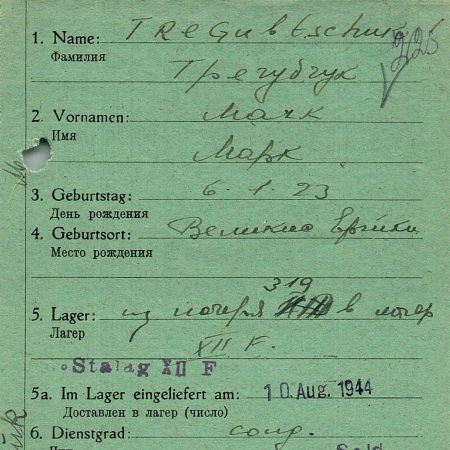 1. Name: Tregubtschuk
225
Фамилия
Трегубчук
2. Vornamen: Марк
Имя
Марк
3. Geburtstag: 6. 1. 23
День рождения
4. Geburtsort: Великие
Место рождения
319
5. Lager: из лагеря в лагер
Лагер
XII F.
Stalag XII F
5a. Im Lager eingeliefert am: 10. Aug. 1944
Доставлен в лагер (число)
6. Dienstgrad: солд.